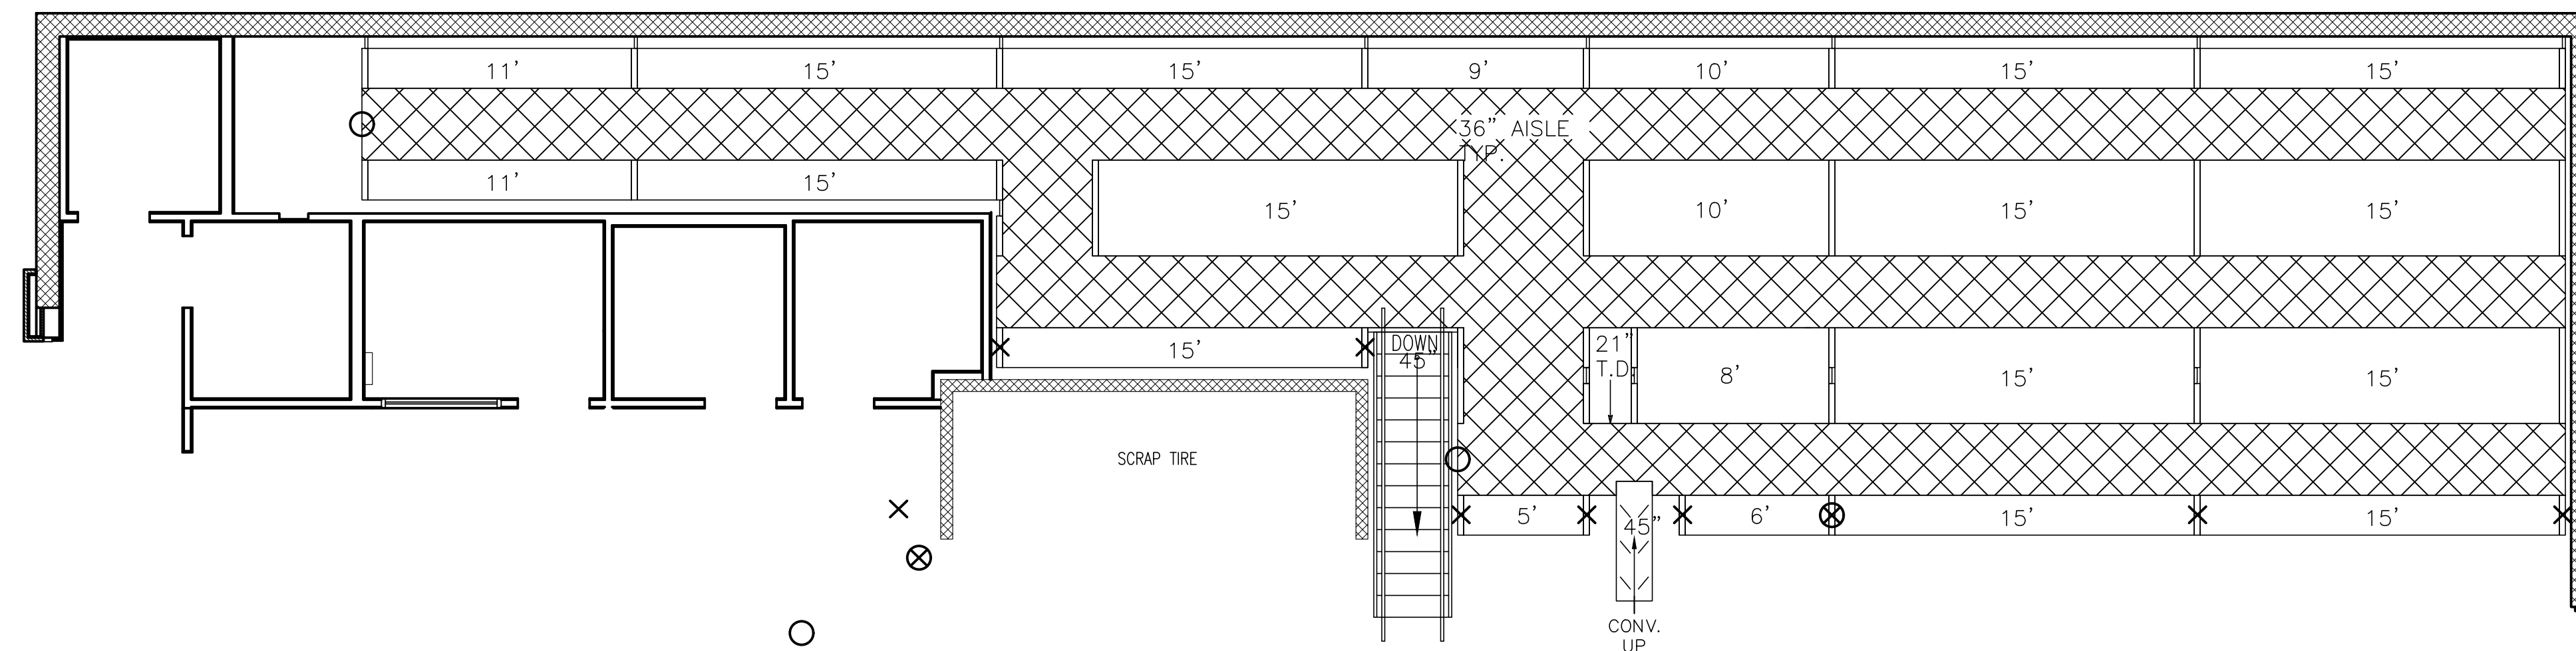 11’ 15’ 15’ 9’ 10’ 15’ 15’
36” AISLE
TYP.
11’ 15’
15’ 10’ 15’ 15’
DOWN
45”
21”
T.D.
15’
8’ 15’ 15’
SCRAP TIRE
5’ 45” 6’ 15’ 15’
CONV.
UP